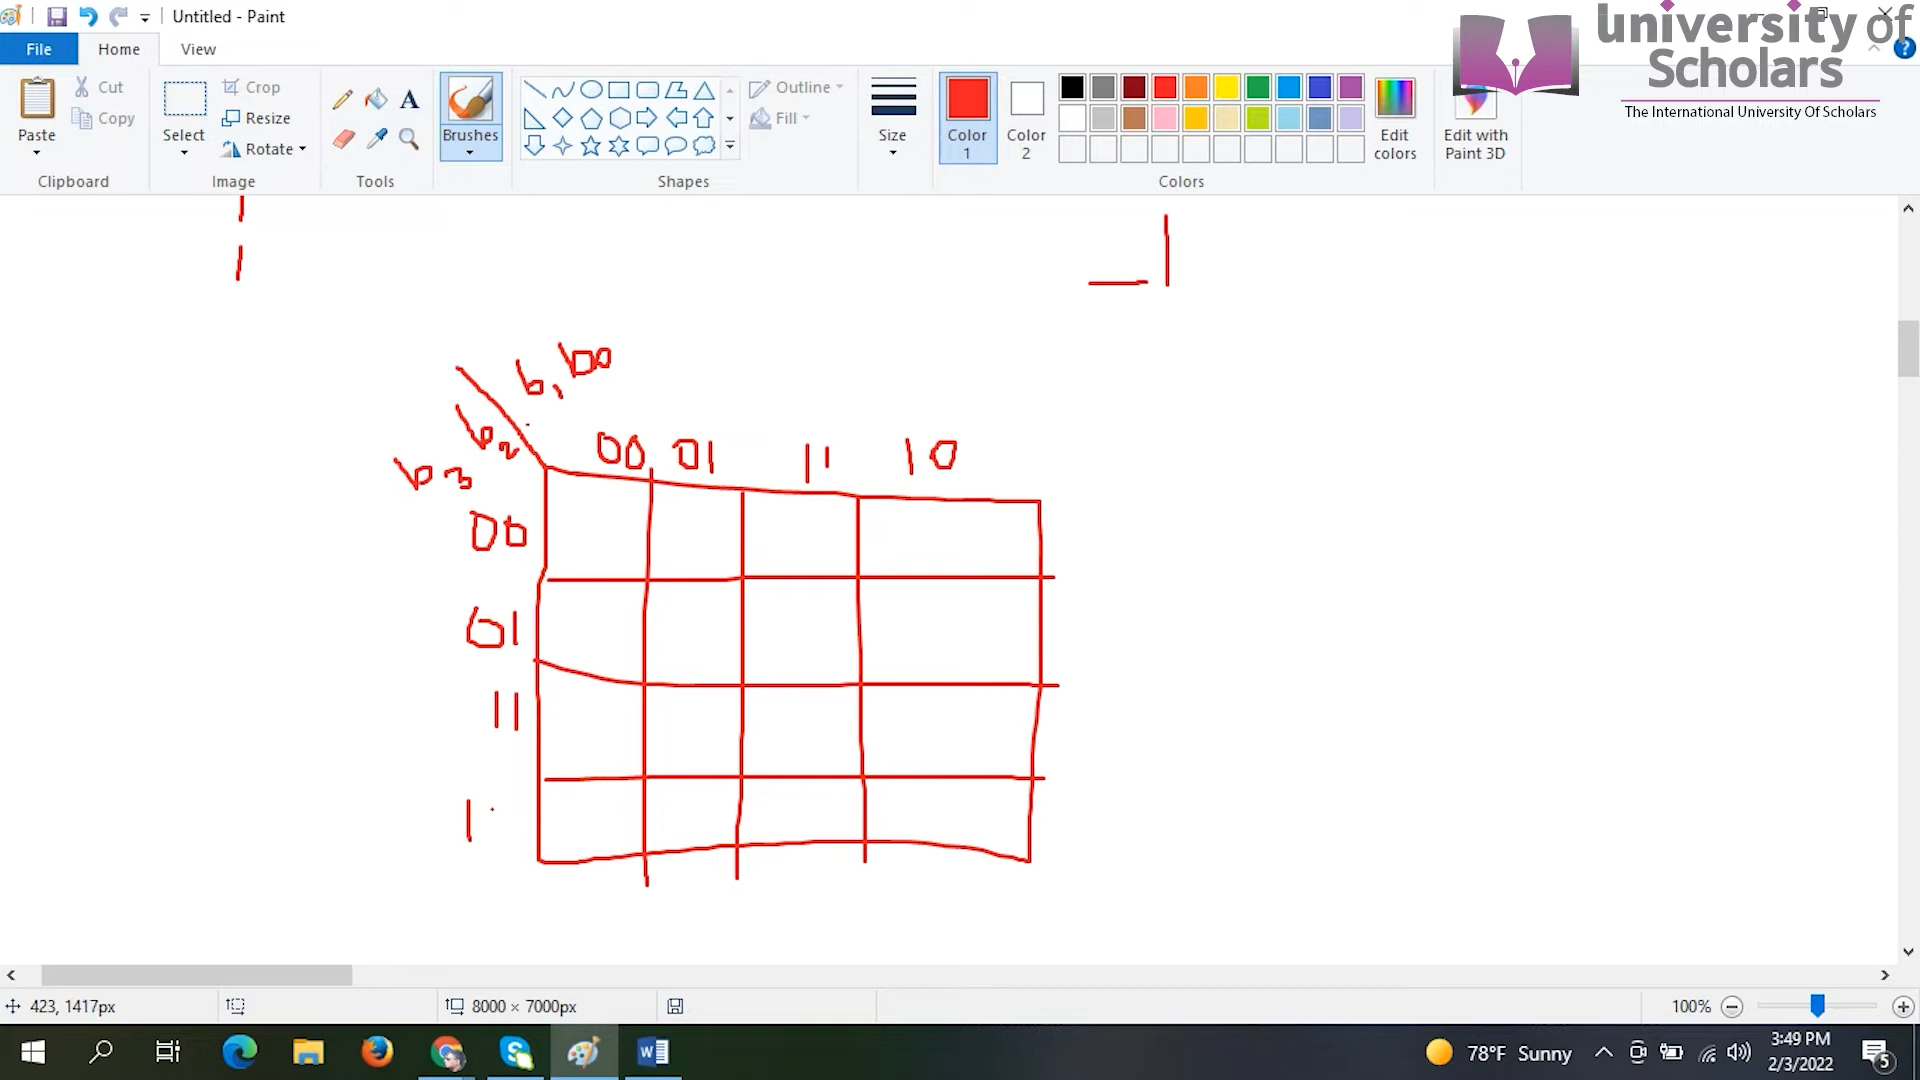 Untitled - Paint
File Home View
Paste Cut Copy
Clipboard
Select Crop Resize Rotate
Image
A
Tools
Brushes
Shapes
Outline
Fill
Size
Color 1
Color 2
Edit colors
Colors
Edit with Paint 3D
university of
Scholars
The International University Of Scholars
?
b1 b0
b2
b3
00 01 11 10
00
01
11
1
423, 1417px
8000 × 7000px
100%
W
78°F Sunny
3:49 PM
2/3/2022
5